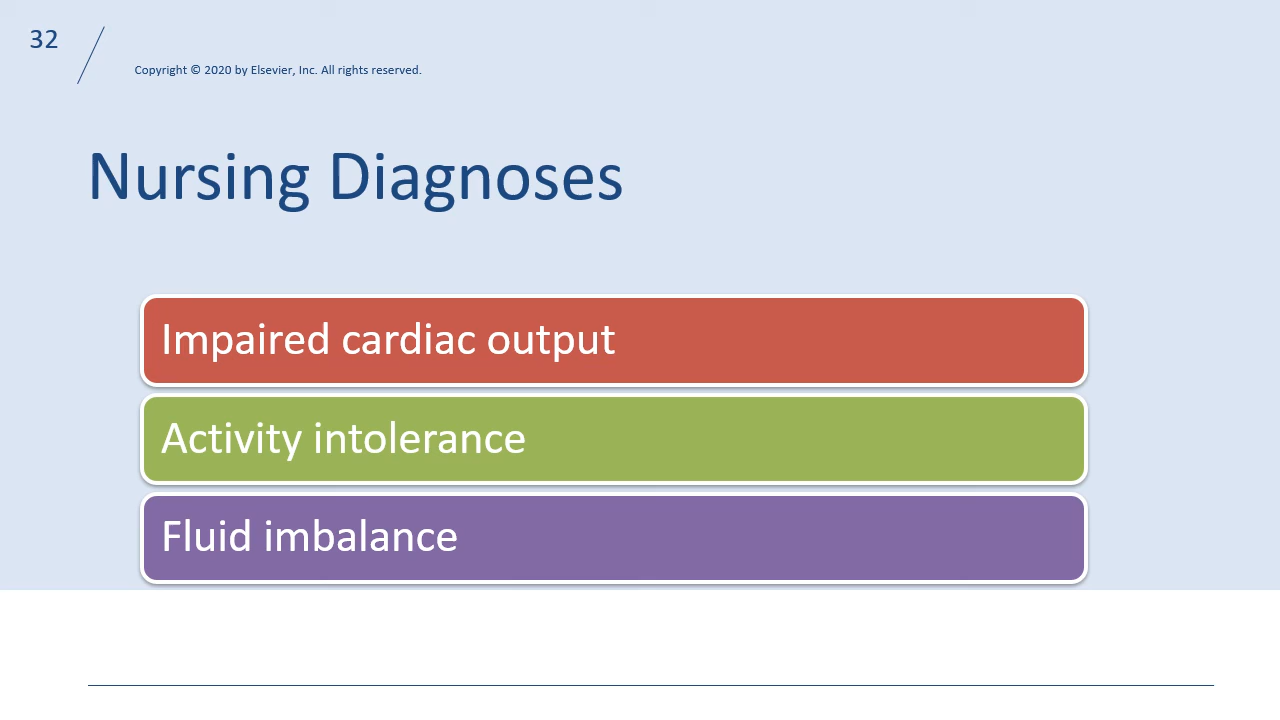 32
Copyright © 2020 by Elsevier, Inc. All rights reserved.
Nursing Diagnoses
Impaired cardiac output
Activity intolerance
Fluid imbalance